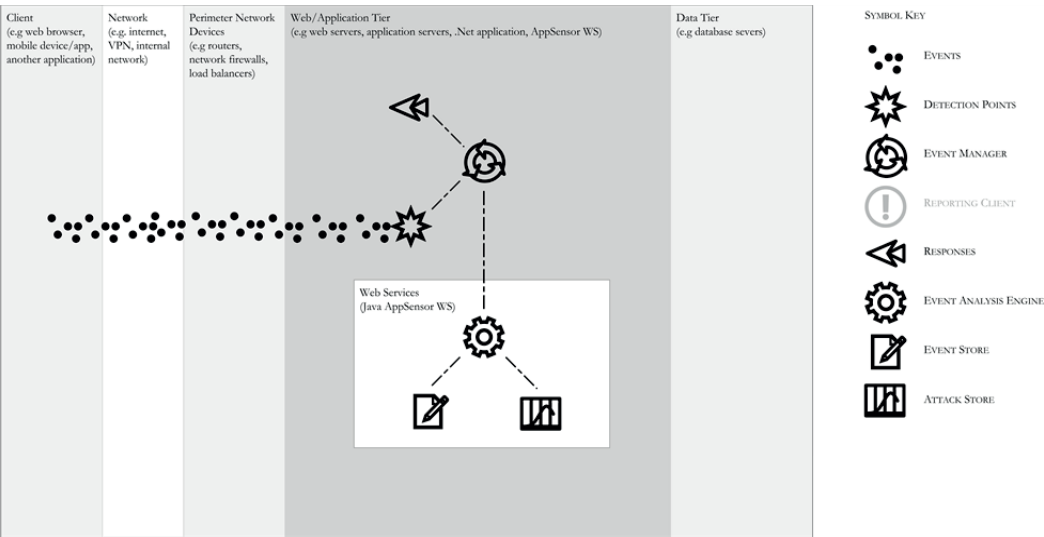 Client
(e.g web browser,
mobile device/app,
another application)
Network
(e.g. internet,
VPN, internal
network)
Perimeter Network
Devices
(e.g routers,
network firewalls,
load balancers)
Web/Application Tier
(e.g web servers, application servers, .Net application, AppSensor WS)
Data Tier
(e.g database severs)
Web Services
(Java AppSensor WS)
SYMBOL KEY
EVENTS
DETECTION POINTS
EVENT MANAGER
REPORTING CLIENT
RESPONSES
EVENT ANALYSIS ENGINE
EVENT STORE
ATTACK STORE